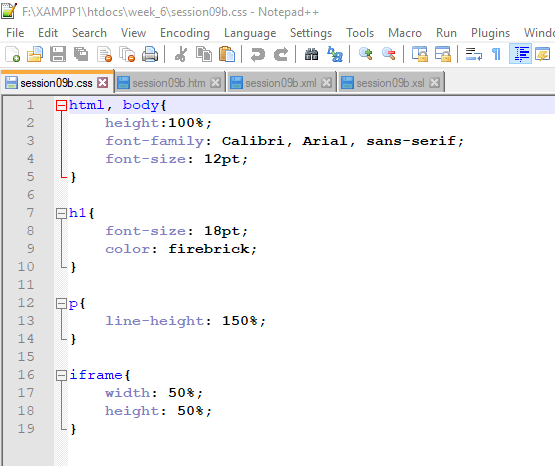 F:\XAMPP1\htdocs\week_6\session09b.css - Notepad++
File Edit Search View Encoding Language Settings Tools Macro Run Plugins Window
session09b.css session09b.htm session09b.xml session09b.xsl
1 html, body{
2 height:100%;
3 font-family: Calibri, Arial, sans-serif;
4 font-size: 12pt;
5 }
6
7 h1{
8 font-size: 18pt;
9 color: firebrick;
10 }
11
12 p{
13 line-height: 150%;
14 }
15
16 iframe{
17 width: 50%;
18 height: 50%;
19 }